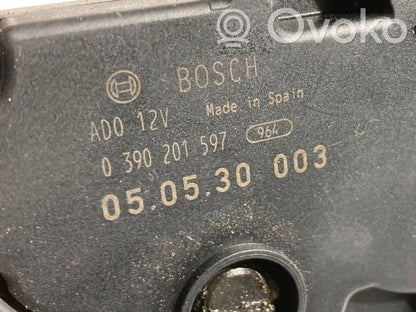 Ovoko
BOSCH
ADO 12V Made in Spain
0 390 201 597 964
05.05.30 003